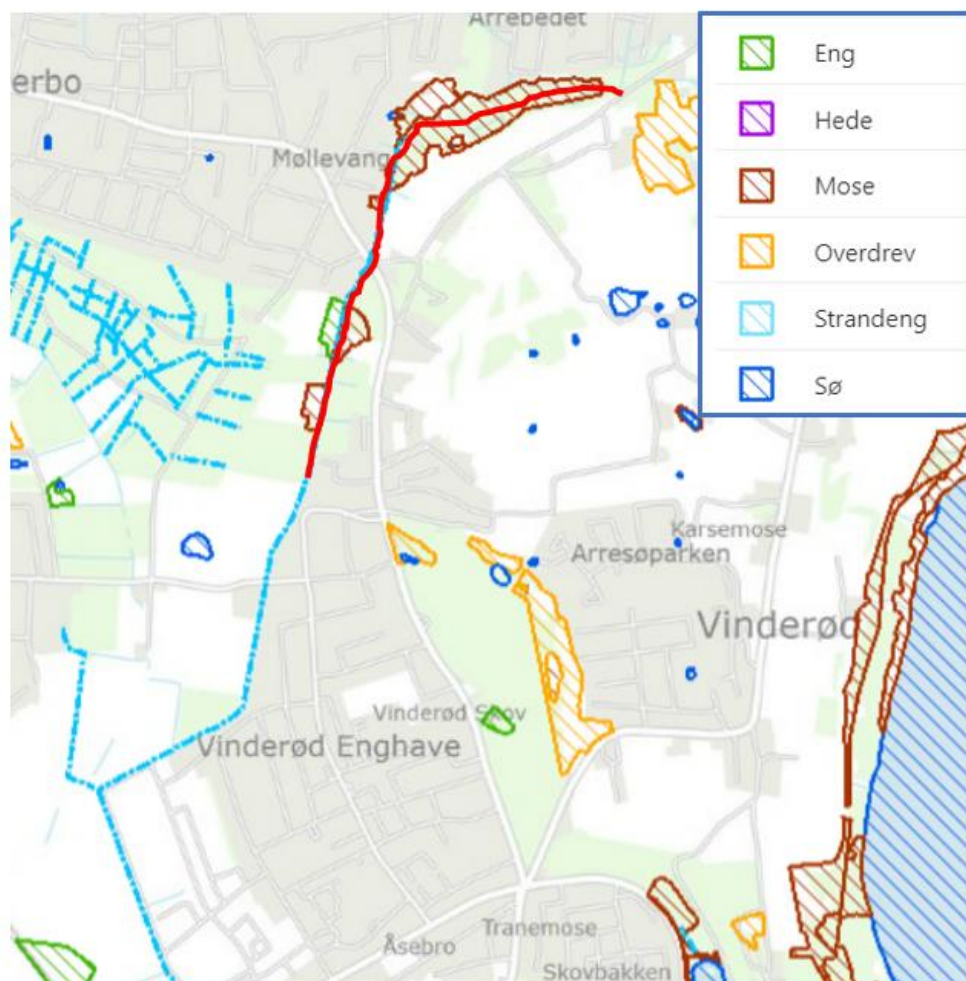 Arrebedet
erbo
Møllevang
Eng
Hede
Mose
Overdrev
Strandeng
Sø
Karsemose
Arresøparken
Vinderød
Vinderød Skov
Vinderød Enghave
Tranemose
Åsebro
Skovbakken